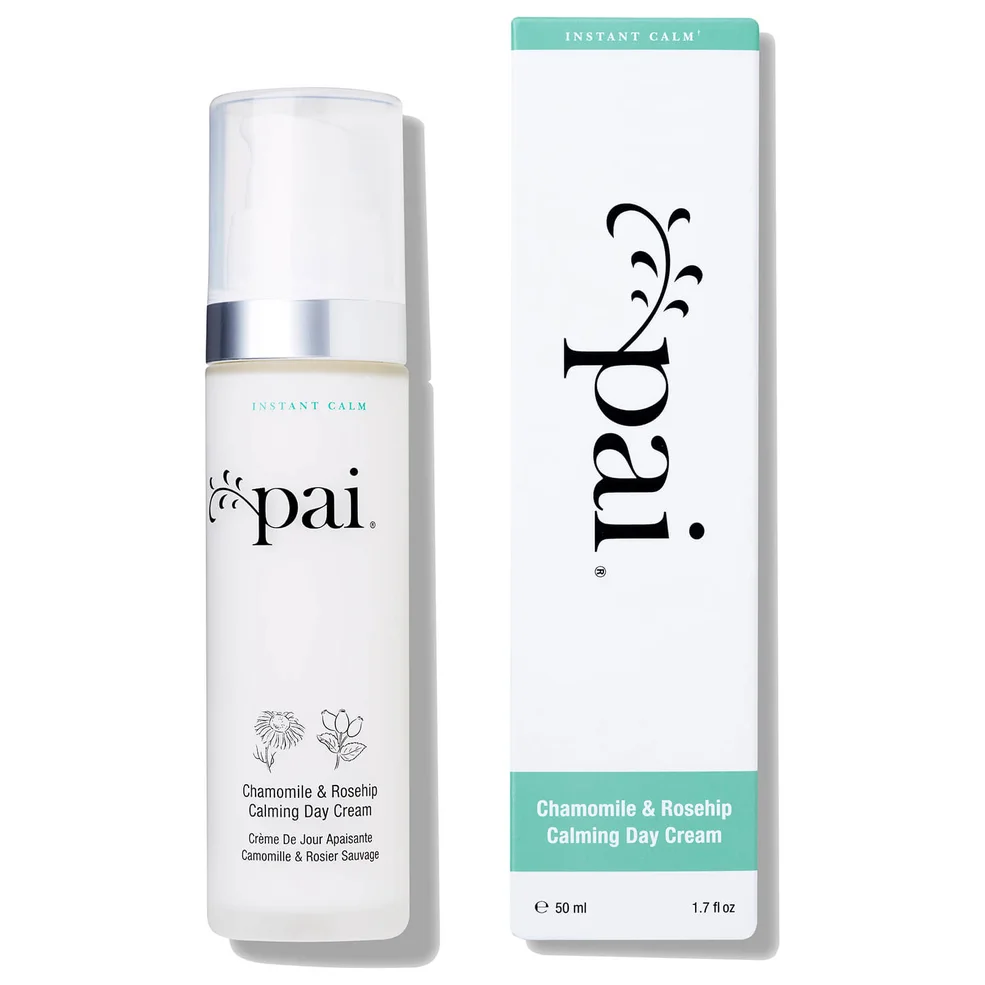 INSTANT CALM
pai®
Chamomile & Rosehip
Calming Day Cream
Crème De Jour Apaisante
Camomille & Rosier Sauvage
INSTANT CALM†
pai®
Chamomile & Rosehip
Calming Day Cream
℮ 50 ml 1.7 fl oz